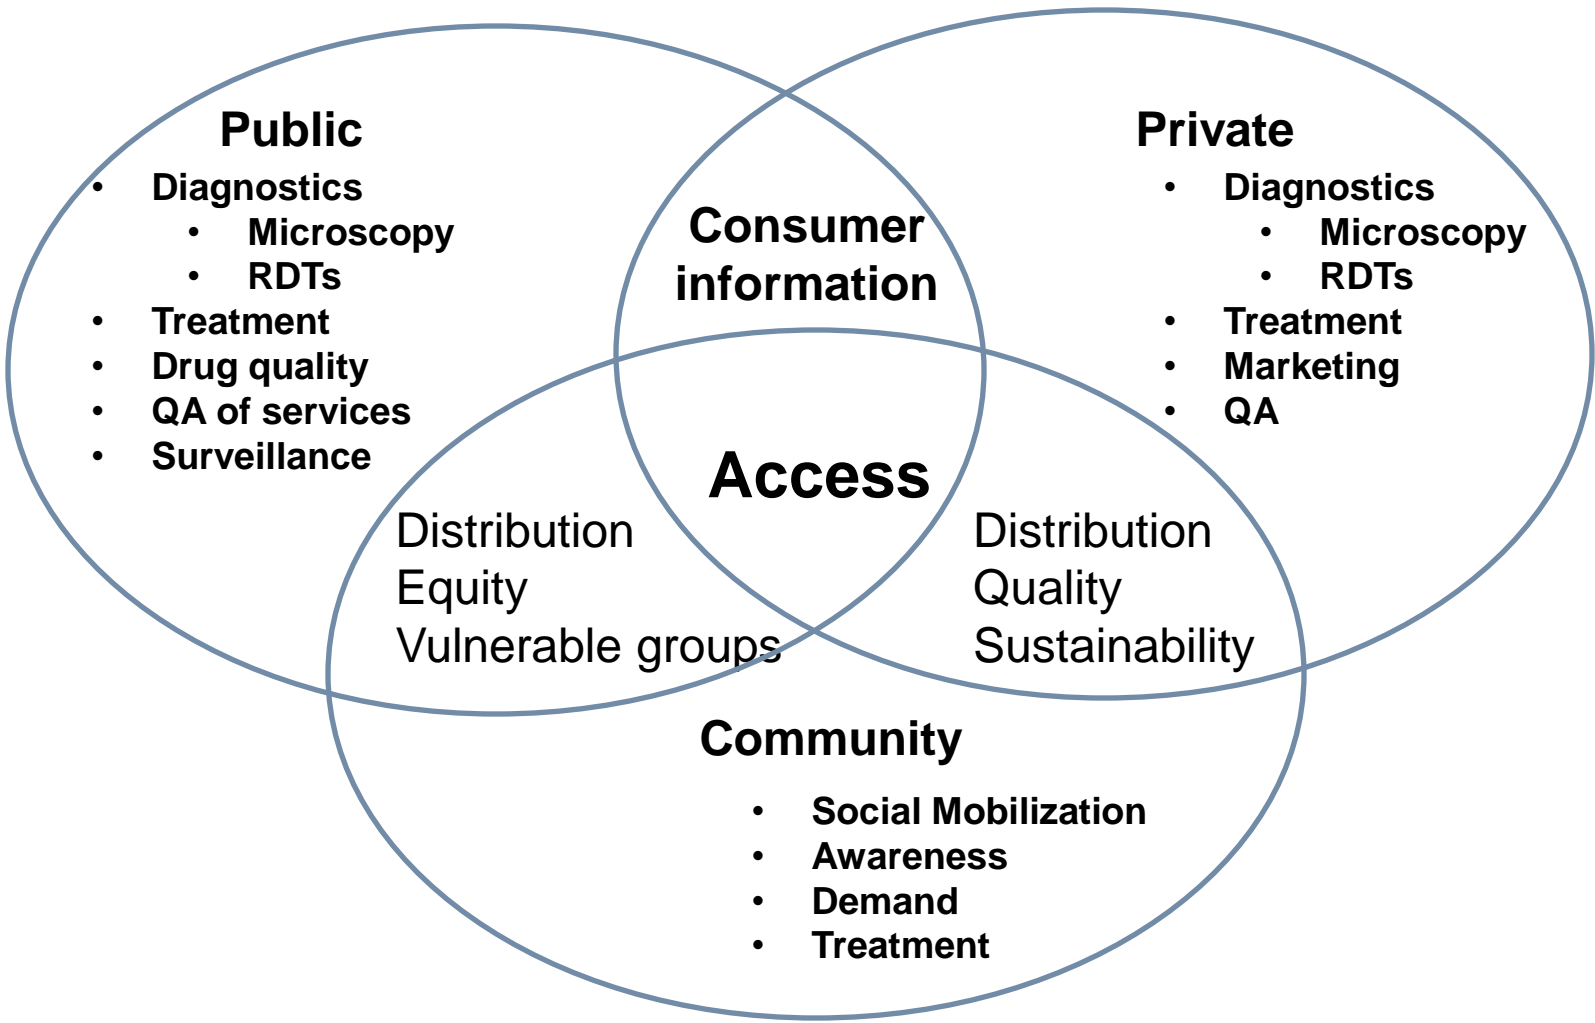 Public
• Diagnostics
• Microscopy
• RDTs
• Treatment
• Drug quality
• QA of services
• Surveillance
Private
• Diagnostics
• Microscopy
• RDTs
• Treatment
• Marketing
• QA
Consumer
information
Access
Distribution
Equity
Vulnerable groups
Distribution
Quality
Sustainability
Community
• Social Mobilization
• Awareness
• Demand
• Treatment